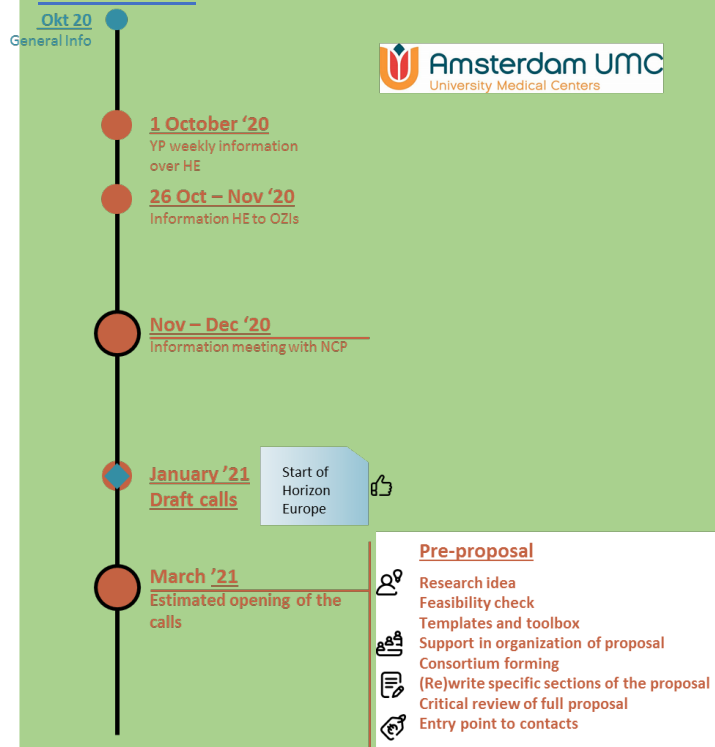 Okt 20
General Info
Amsterdam UMC
University Medical Centers
1 October ‘20
YP weekly information
over HE
26 Oct – Nov ‘20
Information HE to OZIs
Nov – Dec ‘20
Information meeting with NCP
January ’21
Draft calls
Start of
Horizon
Europe
March ’21
Estimated opening of the
calls
Pre-proposal
Research idea
Feasibility check
Templates and toolbox
Support in organization of proposal
Consortium forming
(Re)write specific sections of the proposal
Critical review of full proposal
Entry point to contacts